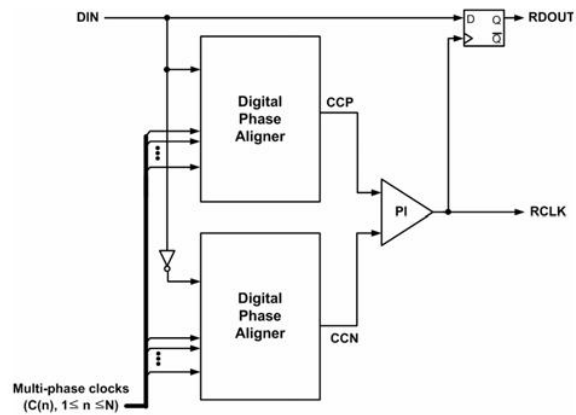 DIN
D Q
Q
RDOUT
Digital
Phase
Aligner
CCP
PI
RCLK
Digital
Phase
Aligner
CCN
Multi-phase clocks
(C(n), 1≤ n ≤N)